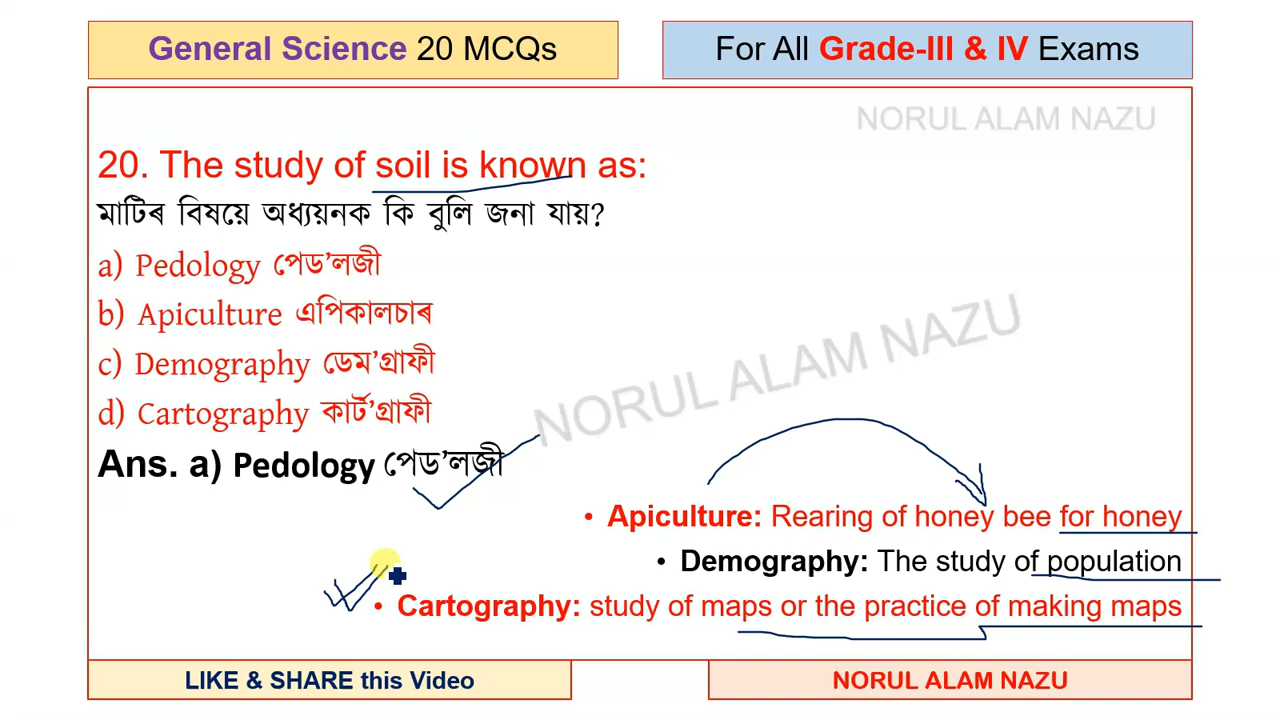 General Science 20 MCQs
For All Grade-III & IV Exams
NORUL ALAM NAZU
20. The study of soil is known as:
মাটিৰ বিষয়ে অধ্যয়নক কি বুলি জনা যায়?
a) Pedology পেড’লজী
b) Apiculture এপিকালচাৰ
c) Demography ডেম’গ্ৰাফী
d) Cartography কাৰ্ট’গ্ৰাফী
NORUL ALAM NAZU
Ans. a) Pedology পেড’লজী
• Apiculture: Rearing of honey bee for honey
• Demography: The study of population
• Cartography: study of maps or the practice of making maps
LIKE & SHARE this Video
NORUL ALAM NAZU